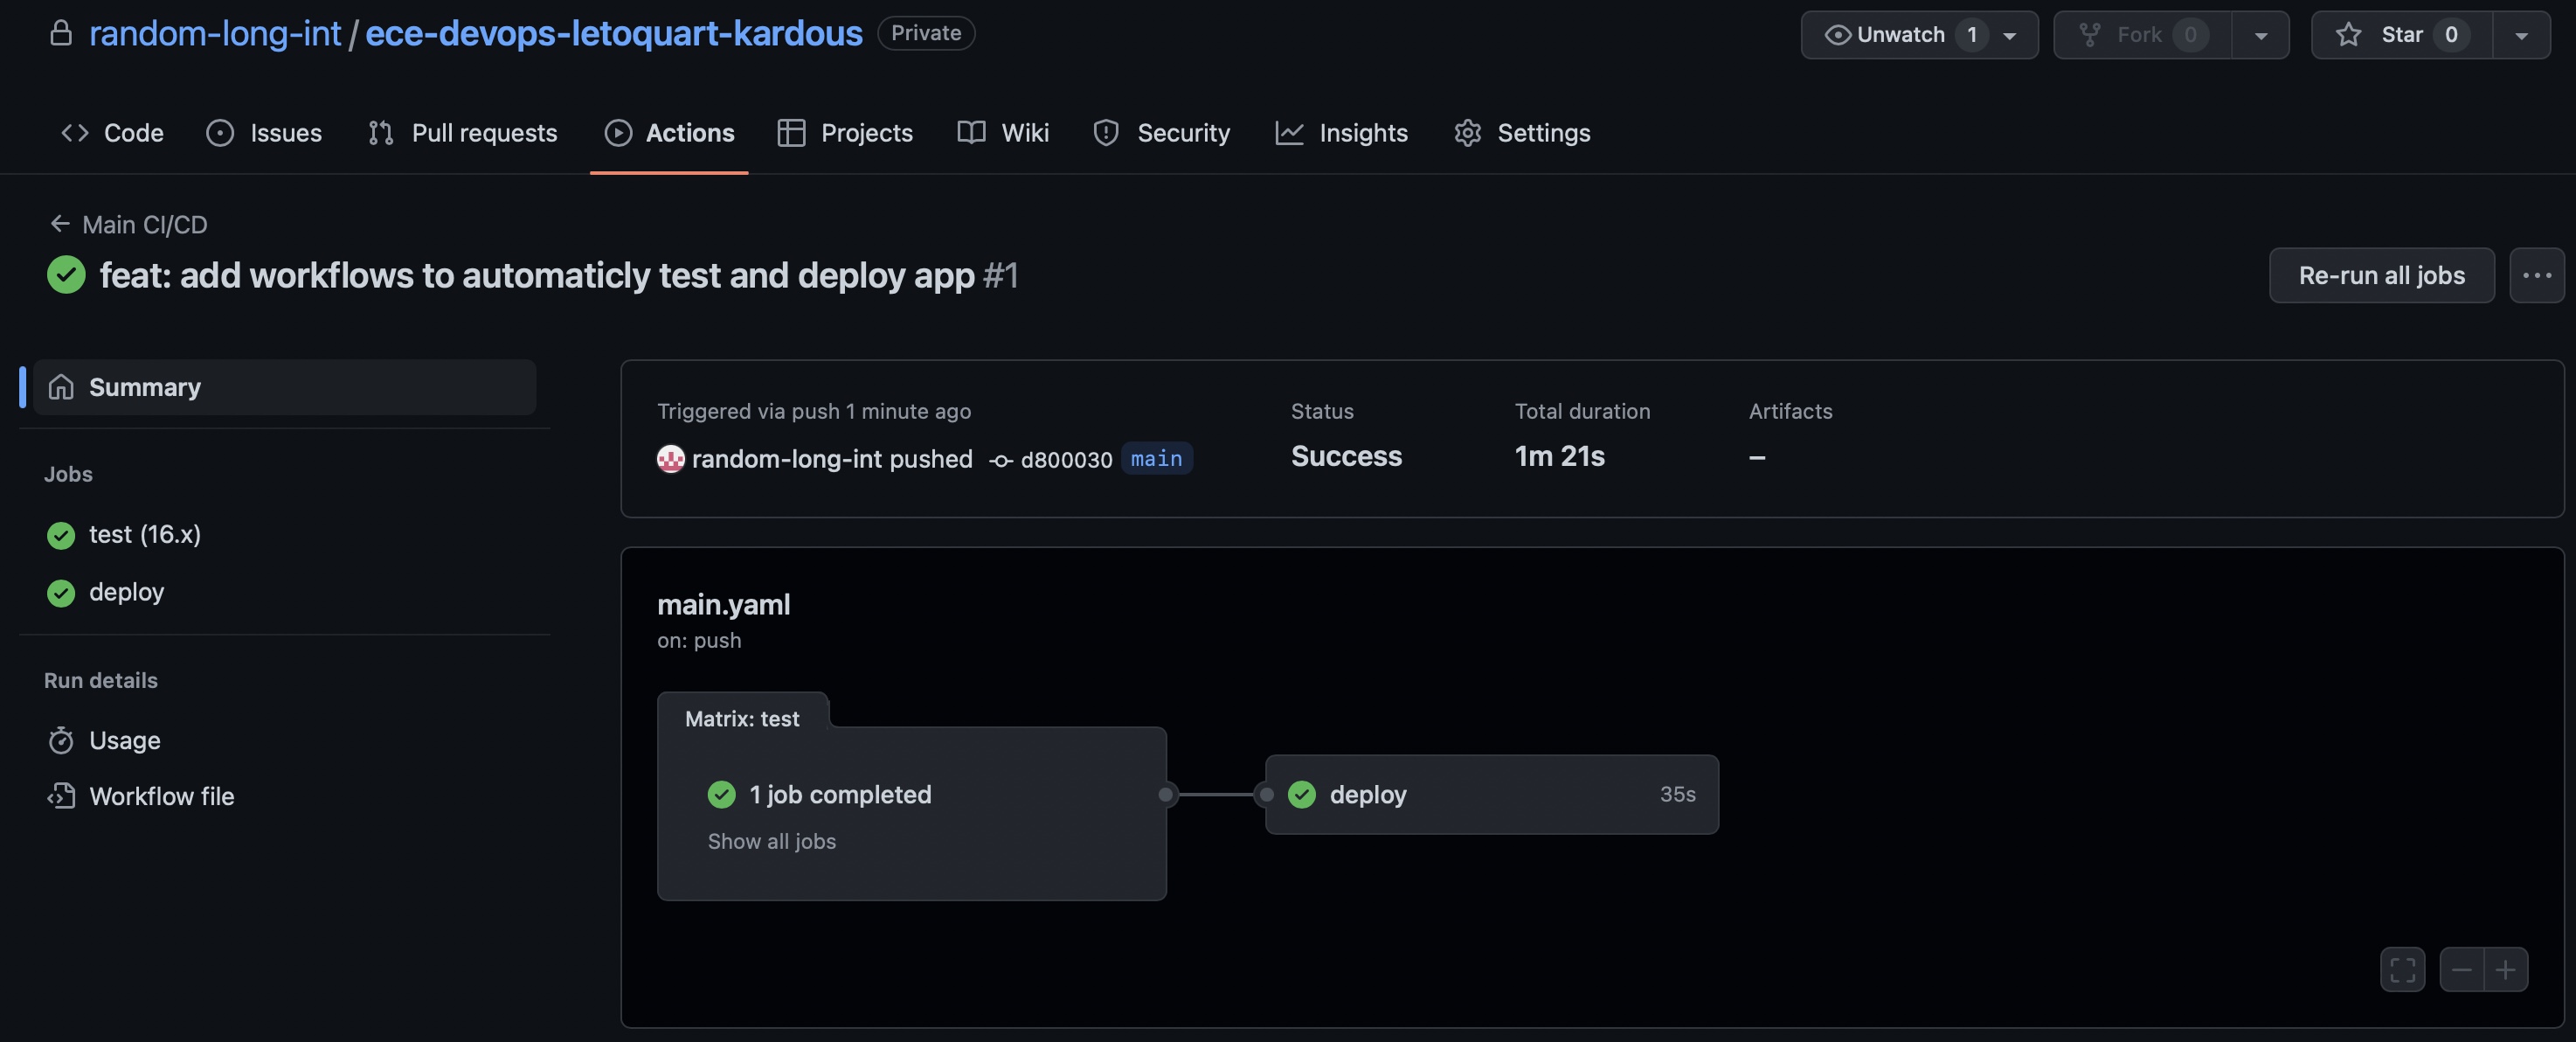 random-long-int / ece-devops-letoquart-kardous Private Unwatch 1 Fork 0 Star 0
Code Issues Pull requests Actions Projects Wiki Security Insights Settings
Main CI/CD
feat: add workflows to automaticly test and deploy app #1
Re-run all jobs
Summary
Jobs
test (16.x)
deploy
Run details
Usage
Workflow file
Triggered via push 1 minute ago
random-long-int pushed d800030 main
Status
Success
Total duration
1m 21s
Artifacts
–
main.yaml
on: push
Matrix: test
1 job completed
Show all jobs
deploy 35s